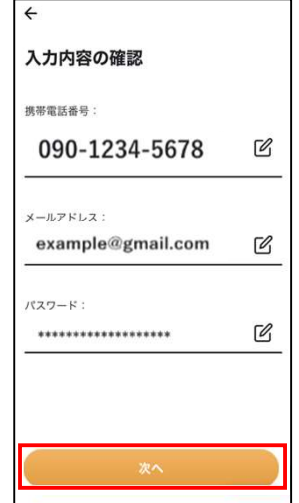 入力内容の確認
携帯電話番号：
090-1234-5678
メールアドレス：
example@gmail.com
パスワード：
*******************
次へ